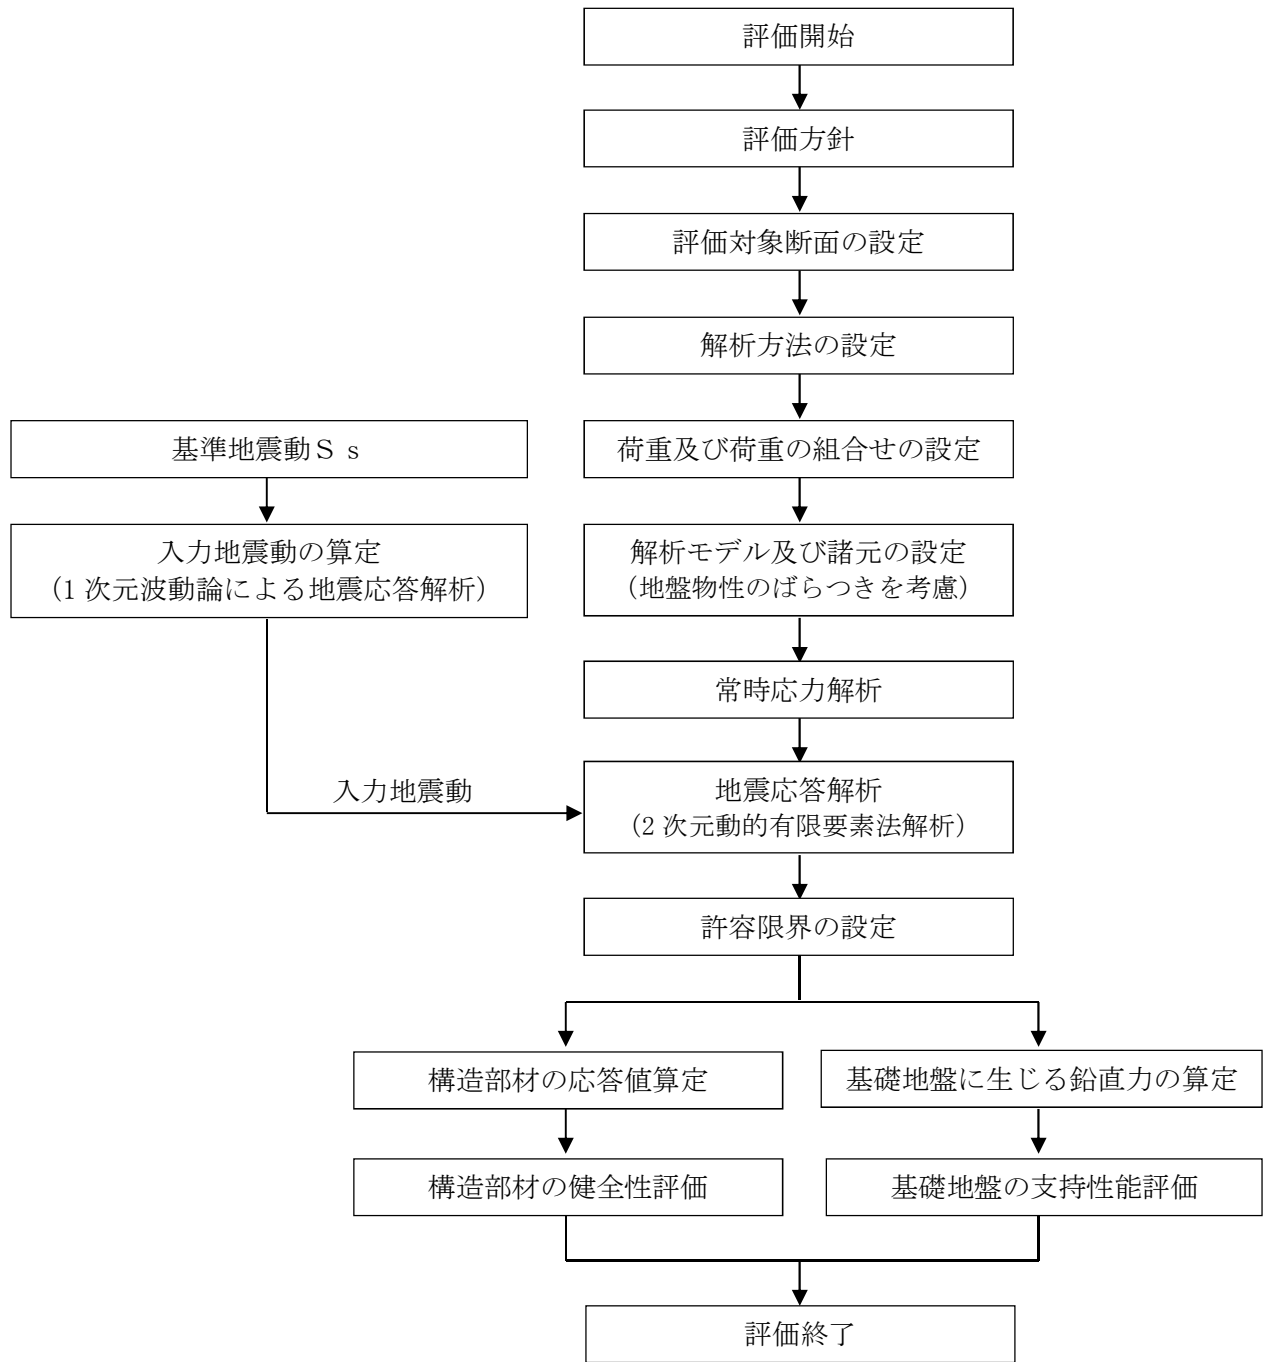 評価開始
評価方針
評価対象断面の設定
解析方法の設定
基準地震動Ｓｓ
荷重及び荷重の組合せの設定
入力地震動の算定
(1 次元波動論による地震応答解析)
解析モデル及び諸元の設定
(地盤物性のばらつきを考慮)
常時応力解析
入力地震動
地震応答解析
(2 次元動的有限要素法解析)
許容限界の設定
構造部材の応答値算定
基礎地盤に生じる鉛直力の算定
構造部材の健全性評価
基礎地盤の支持性能評価
評価終了